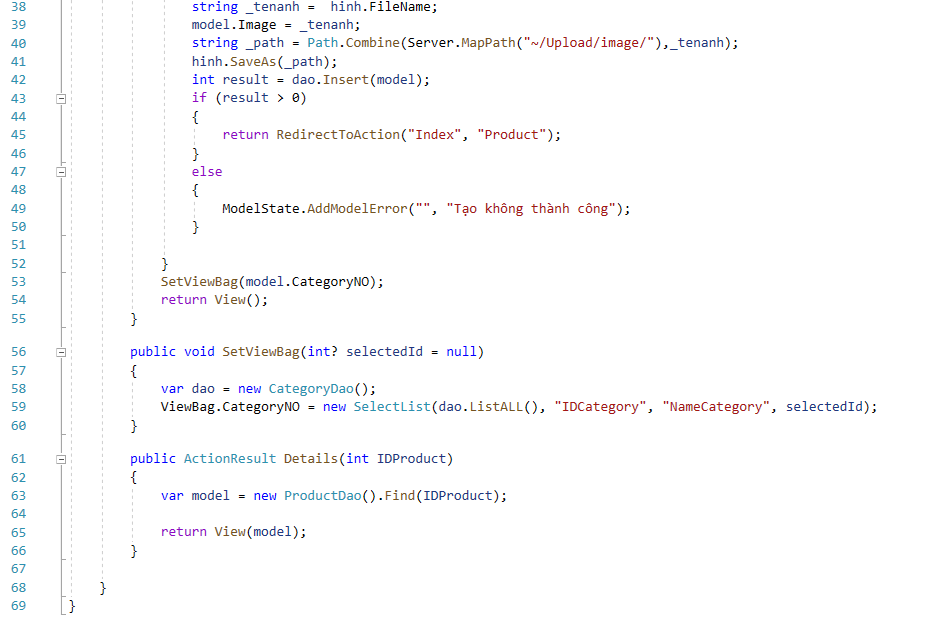 38 string _tenanh =  hinh.FileName;
39 model.Image = _tenanh;
40 string _path = Path.Combine(Server.MapPath("~/Upload/image/"),_tenanh);
41 hinh.SaveAs(_path);
42 int result = dao.Insert(model);
43 if (result > 0)
44 {
45 return RedirectToAction("Index", "Product");
46 }
47 else
48 {
49 ModelState.AddModelError("", "Tạo không thành công");
50 }
51
52 }
53 SetViewBag(model.CategoryNO);
54 return View();
55 }
56 public void SetViewBag(int? selectedId = null)
57 {
58 var dao = new CategoryDao();
59 ViewBag.CategoryNO = new SelectList(dao.ListALL(), "IDCategory", "NameCategory", selectedId);
60 }
61 public ActionResult Details(int IDProduct)
62 {
63 var model = new ProductDao().Find(IDProduct);
64
65 return View(model);
66 }
67
68 }
69 }